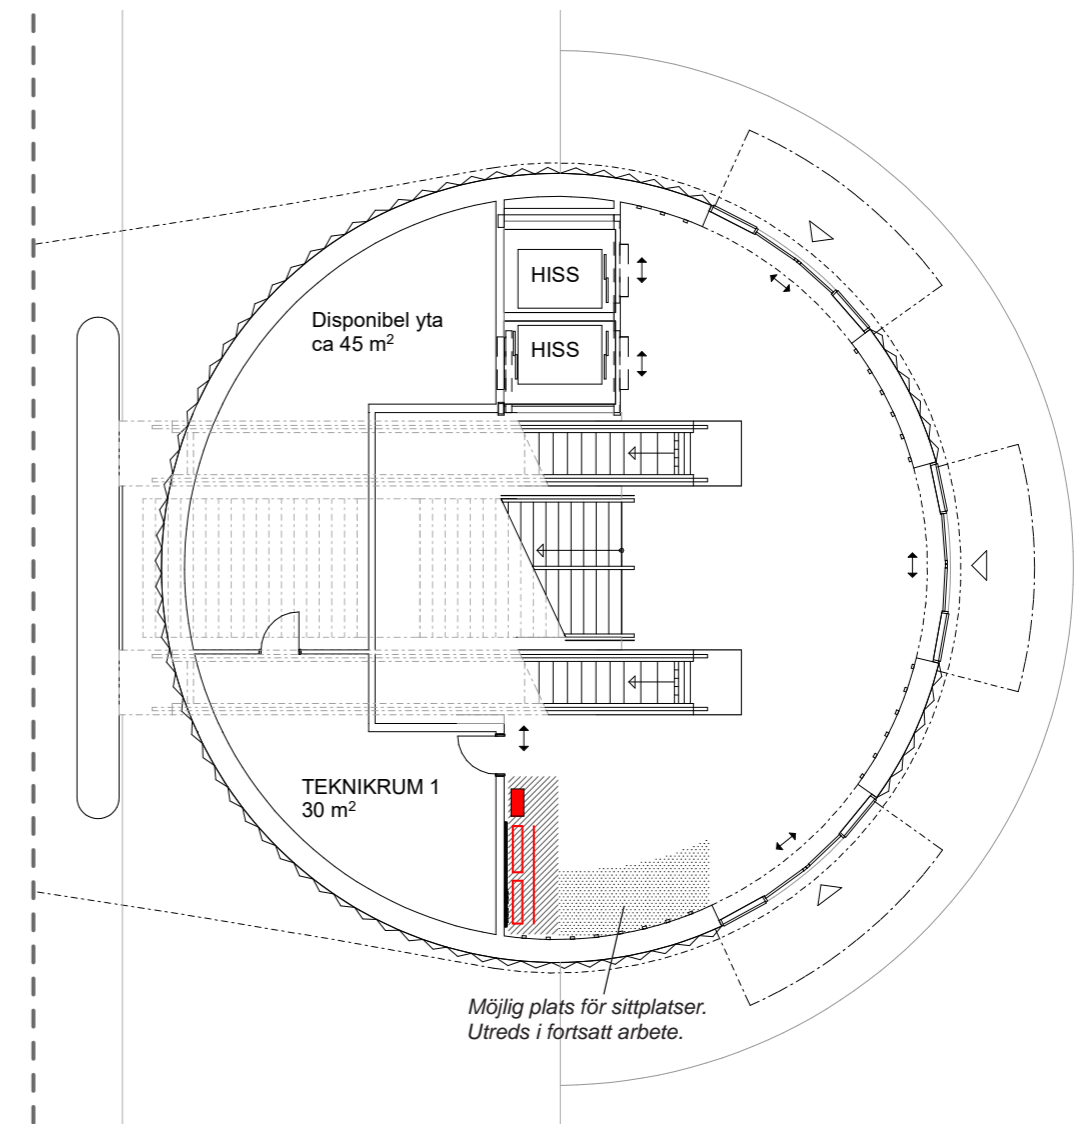 HISS
Disponibel yta
ca 45 m²
HISS
TEKNIKRUM 1
30 m²
Möjlig plats för sittplatser.
Utreds i fortsatt arbete.